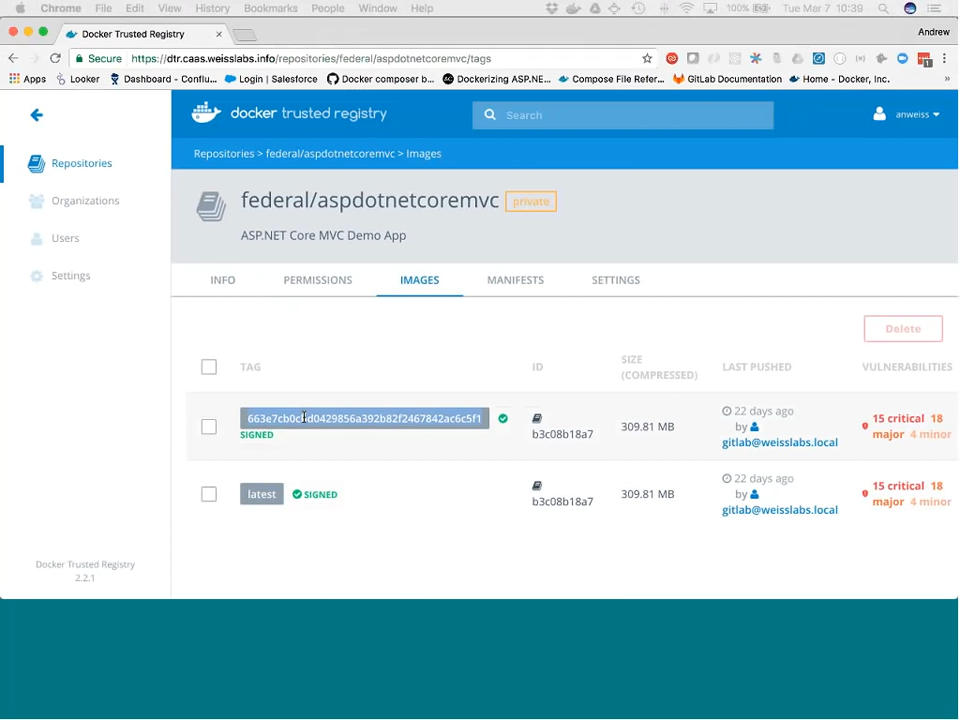 Chrome File Edit View History Bookmarks People Window Help 100% Tue Mar 7 10:39
Docker Trusted Registry Andrew
Secure https://dtr.caas.weisslabs.info/repositories/federal/aspdotnetcoremvc/tags
Apps Looker Dashboard - Conflu... Login | Salesforce Docker composer b... Dockerizing ASP.NE... Compose File Refer... GitLab Documentation Home - Docker, Inc.
docker trusted registry Search anweiss
Repositories > federal/aspdotnetcoremvc > Images
Repositories
Organizations
Users
Settings
Docker Trusted Registry
2.2.1
federal/aspdotnetcoremvc private
ASP.NET Core MVC Demo App
INFO PERMISSIONS IMAGES MANIFESTS SETTINGS
Delete
TAG ID SIZE (COMPRESSED) LAST PUSHED VULNERABILITIES
SIGNED b3c08b18a7 309.81 MB 22 days ago by gitlab@weisslabs.local 15 critical 18 major 4 minor
latest SIGNED b3c08b18a7 309.81 MB 22 days ago by gitlab@weisslabs.local 15 critical 18 major 4 minor